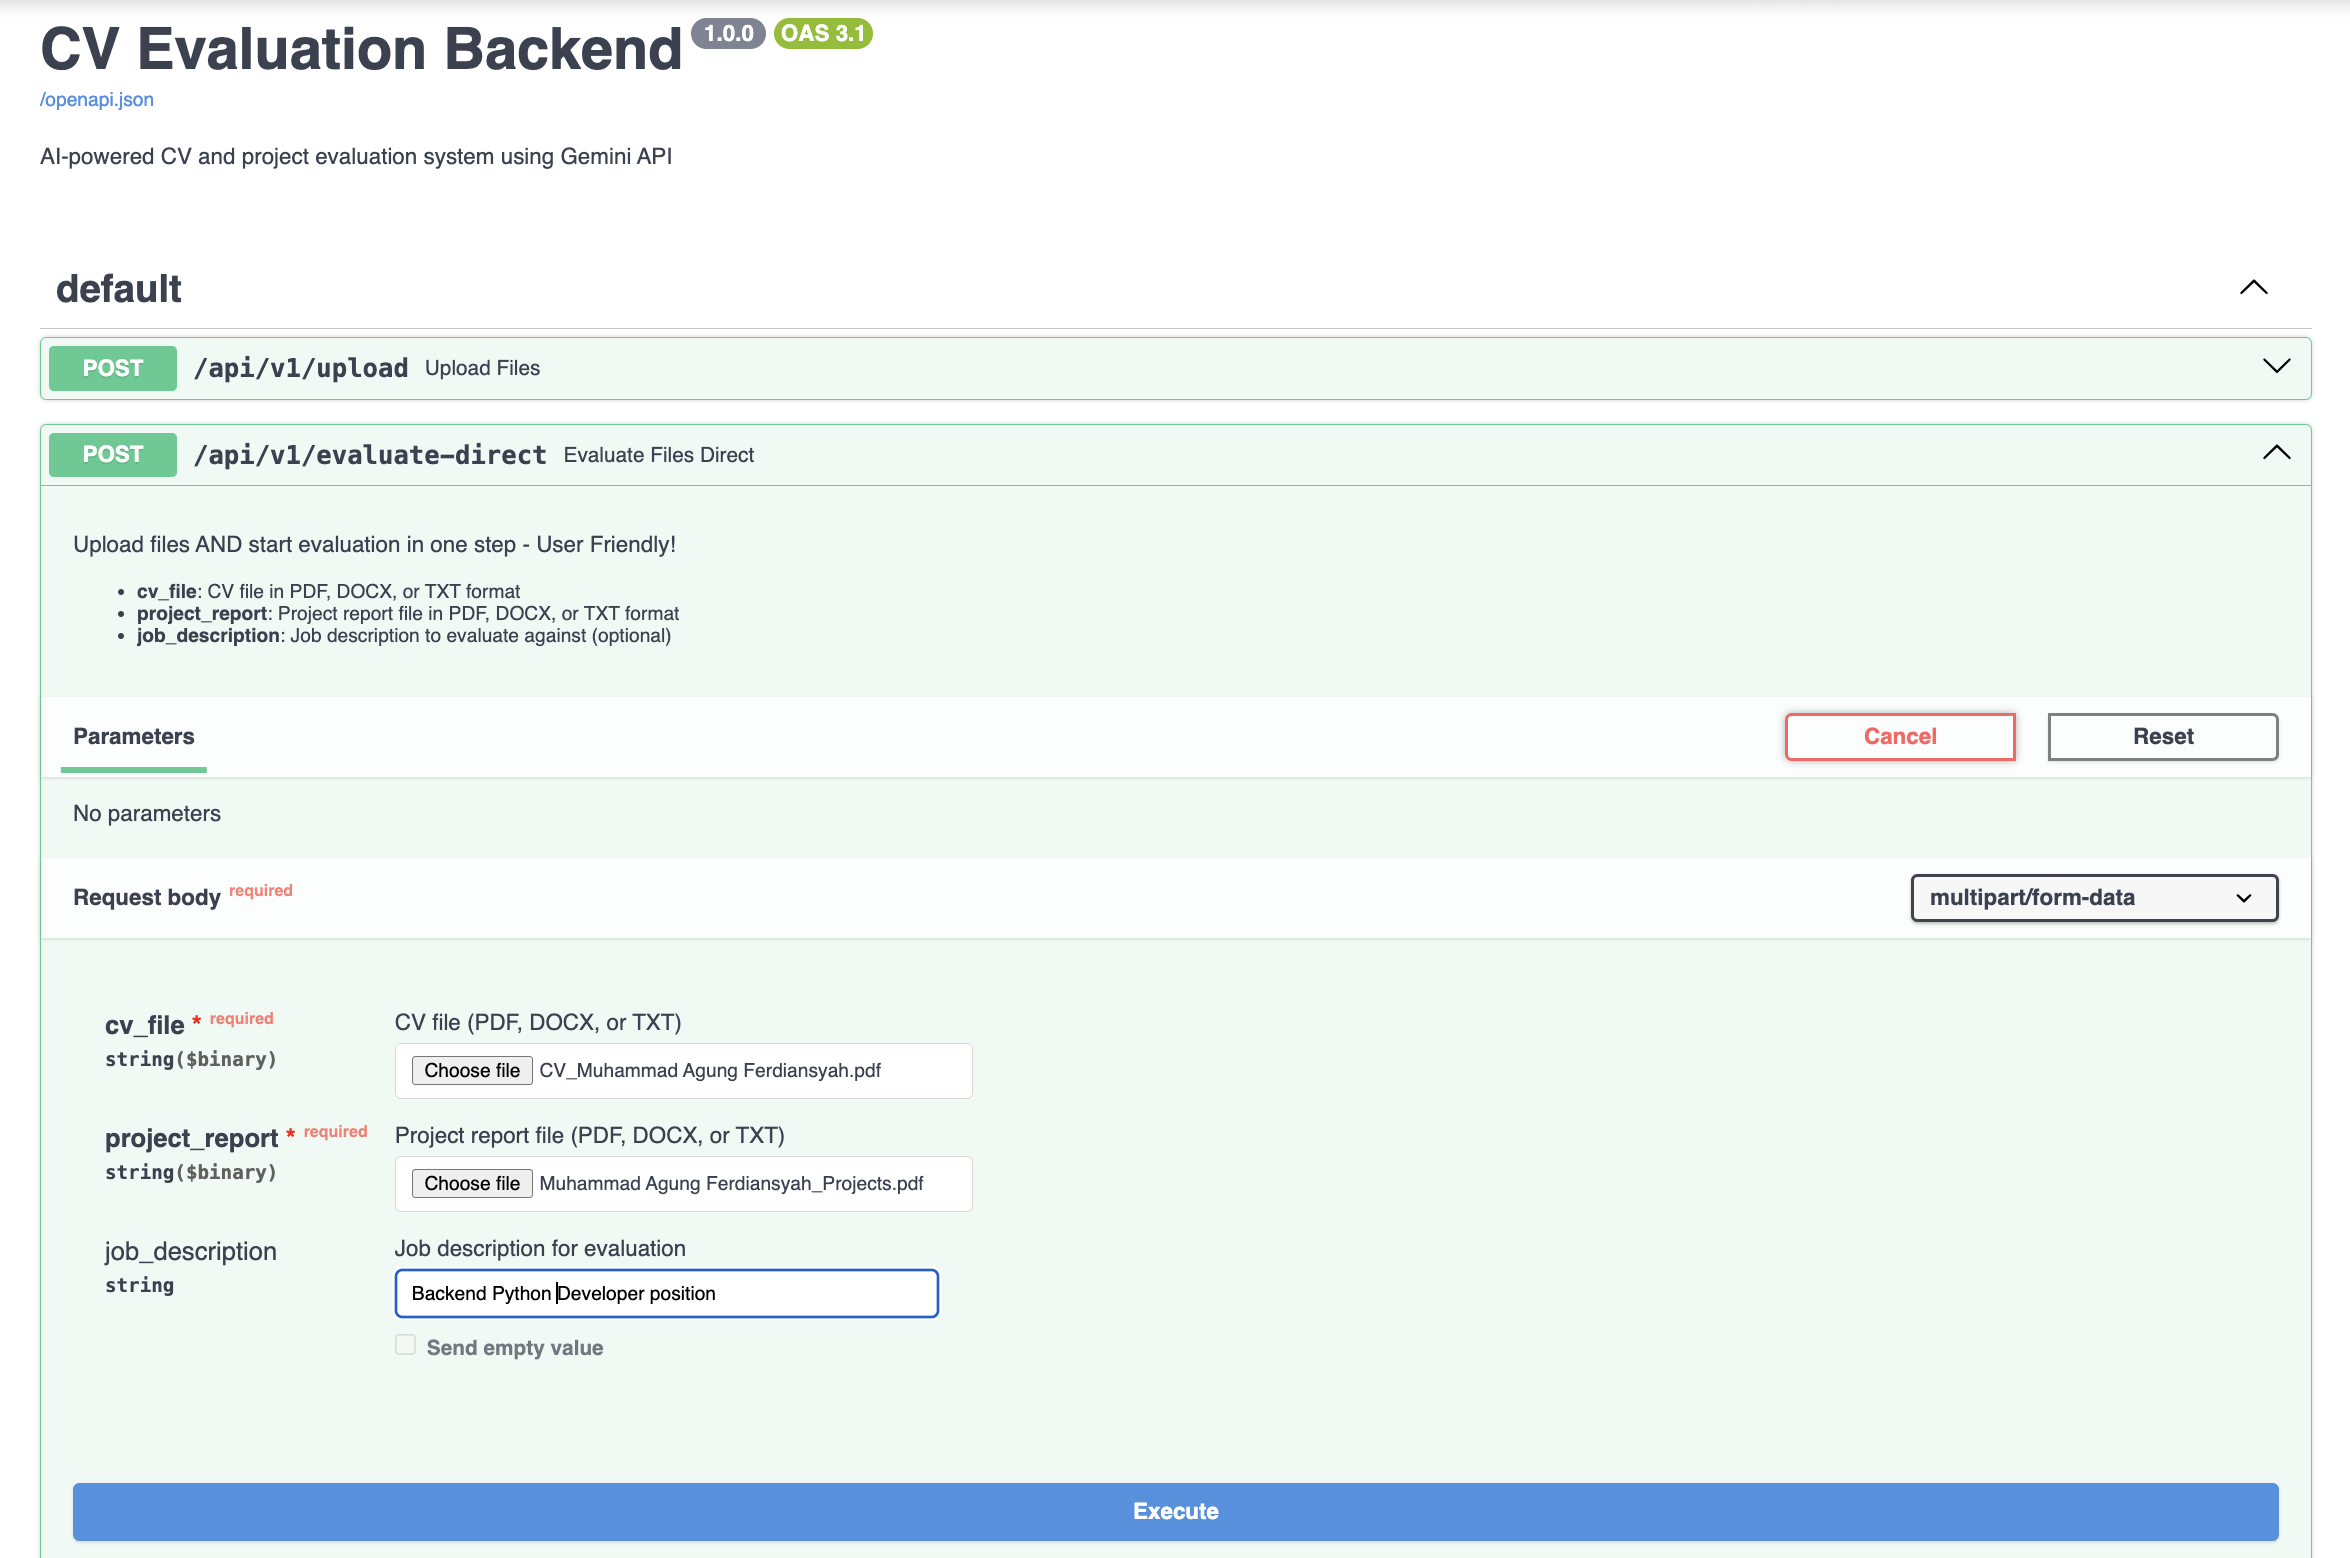 CV Evaluation Backend 1.0.0 OAS 3.1
/openapi.json
AI-powered CV and project evaluation system using Gemini API
default
POST /api/v1/upload Upload Files
POST /api/v1/evaluate-direct Evaluate Files Direct
Upload files AND start evaluation in one step - User Friendly!
• cv_file: CV file in PDF, DOCX, or TXT format
• project_report: Project report file in PDF, DOCX, or TXT format
• job_description: Job description to evaluate against (optional)
Parameters Cancel Reset
No parameters
Request body required multipart/form-data
cv_file * required CV file (PDF, DOCX, or TXT)
string($binary) Choose file CV_Muhammad Agung Ferdiansyah.pdf
project_report * required Project report file (PDF, DOCX, or TXT)
string($binary) Choose file Muhammad Agung Ferdiansyah_Projects.pdf
job_description Job description for evaluation
string Backend Python Developer position
Send empty value
Execute